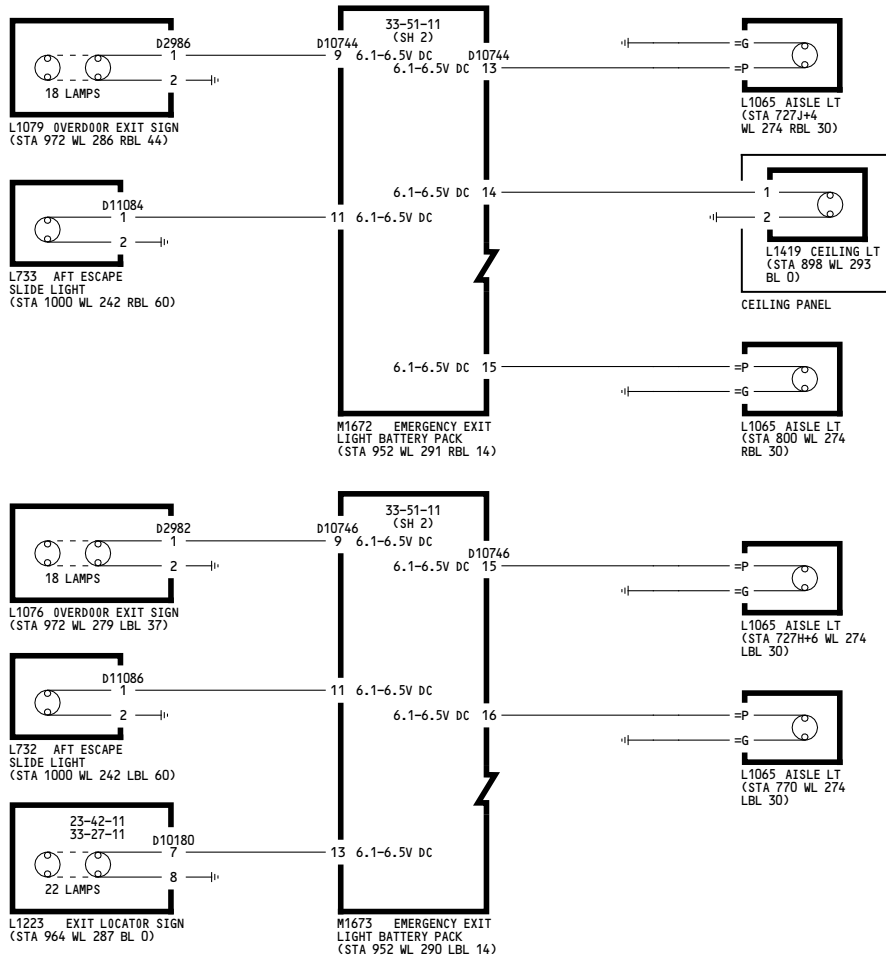 33-51-11
(SH 2)
D2986
1
2
18 LAMPS
L1079 OVERDOOR EXIT SIGN
(STA 972 WL 286 RBL 44)
D10744
9 6.1-6.5V DC
D10744
6.1-6.5V DC 13
=G
=P
L1065 AISLE LT
(STA 727J+4
WL 274 RBL 30)
D11084
1
2
L733 AFT ESCAPE
SLIDE LIGHT
(STA 1000 WL 242 RBL 60)
11 6.1-6.5V DC
6.1-6.5V DC 14
1
2
L1419 CEILING LT
(STA 898 WL 293
BL 0)
CEILING PANEL
6.1-6.5V DC 15
=P
=G
L1065 AISLE LT
(STA 800 WL 274
RBL 30)
M1672 EMERGENCY EXIT
LIGHT BATTERY PACK
(STA 952 WL 291 RBL 14)
33-51-11
(SH 2)
D2982
1
2
18 LAMPS
L1076 OVERDOOR EXIT SIGN
(STA 972 WL 279 LBL 37)
D10746
9 6.1-6.5V DC
D10746
6.1-6.5V DC 15
=P
=G
L1065 AISLE LT
(STA 727H+6 WL 274
LBL 30)
D11086
1
2
L732 AFT ESCAPE
SLIDE LIGHT
(STA 1000 WL 242 LBL 60)
11 6.1-6.5V DC
6.1-6.5V DC 16
=P
=G
L1065 AISLE LT
(STA 770 WL 274
LBL 30)
23-42-11
33-27-11
D10180
7
8
22 LAMPS
L1223 EXIT LOCATOR SIGN
(STA 964 WL 287 BL 0)
13 6.1-6.5V DC
M1673 EMERGENCY EXIT
LIGHT BATTERY PACK
(STA 952 WL 290 LBL 14)